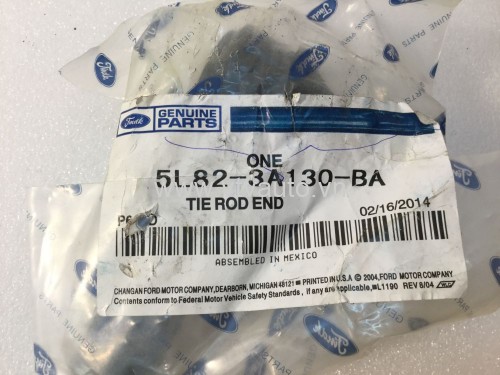 GENUINE
PARTS
ONE
5L82-3A130-BA
TIE ROD END
02/16/2014
ASSEMBLED IN MEXICO
CHANGAN FORD MOTOR COMPANY, DEARBORN, MICHIGAN 48121 ■ PRINTED IN U.S.A © 2004, FORD MOTOR COMPANY
Contents conform to Federal Motor Vehicle Safety Standards, if any are applicable, ■L1190 REV 8/04